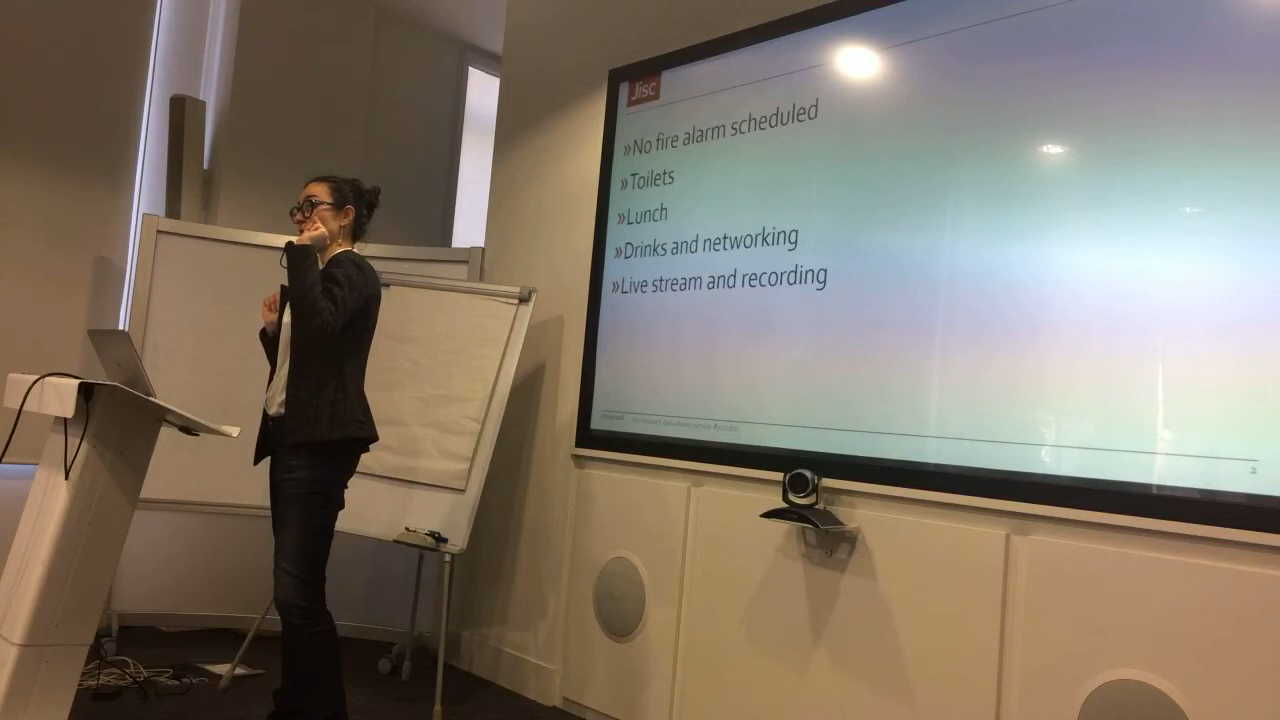 Jisc
»No fire alarm scheduled
»Toilets
»Lunch
»Drinks and networking
»Live stream and recording
2